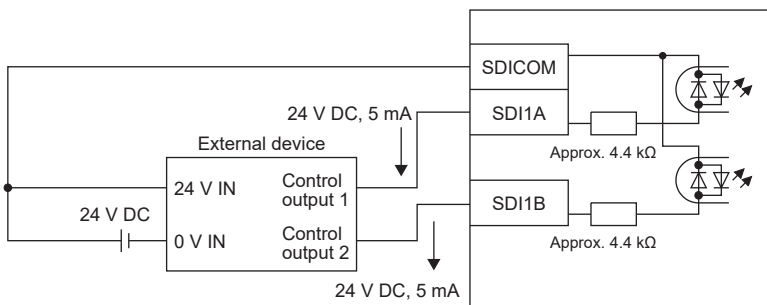 SDICOM
24 V DC, 5 mA
SDI1A
External device
Approx. 4.4 kΩ
24 V IN
Control
output 1
24 V DC
SDI1B
0 V IN
Control
output 2
Approx. 4.4 kΩ
24 V DC, 5 mA